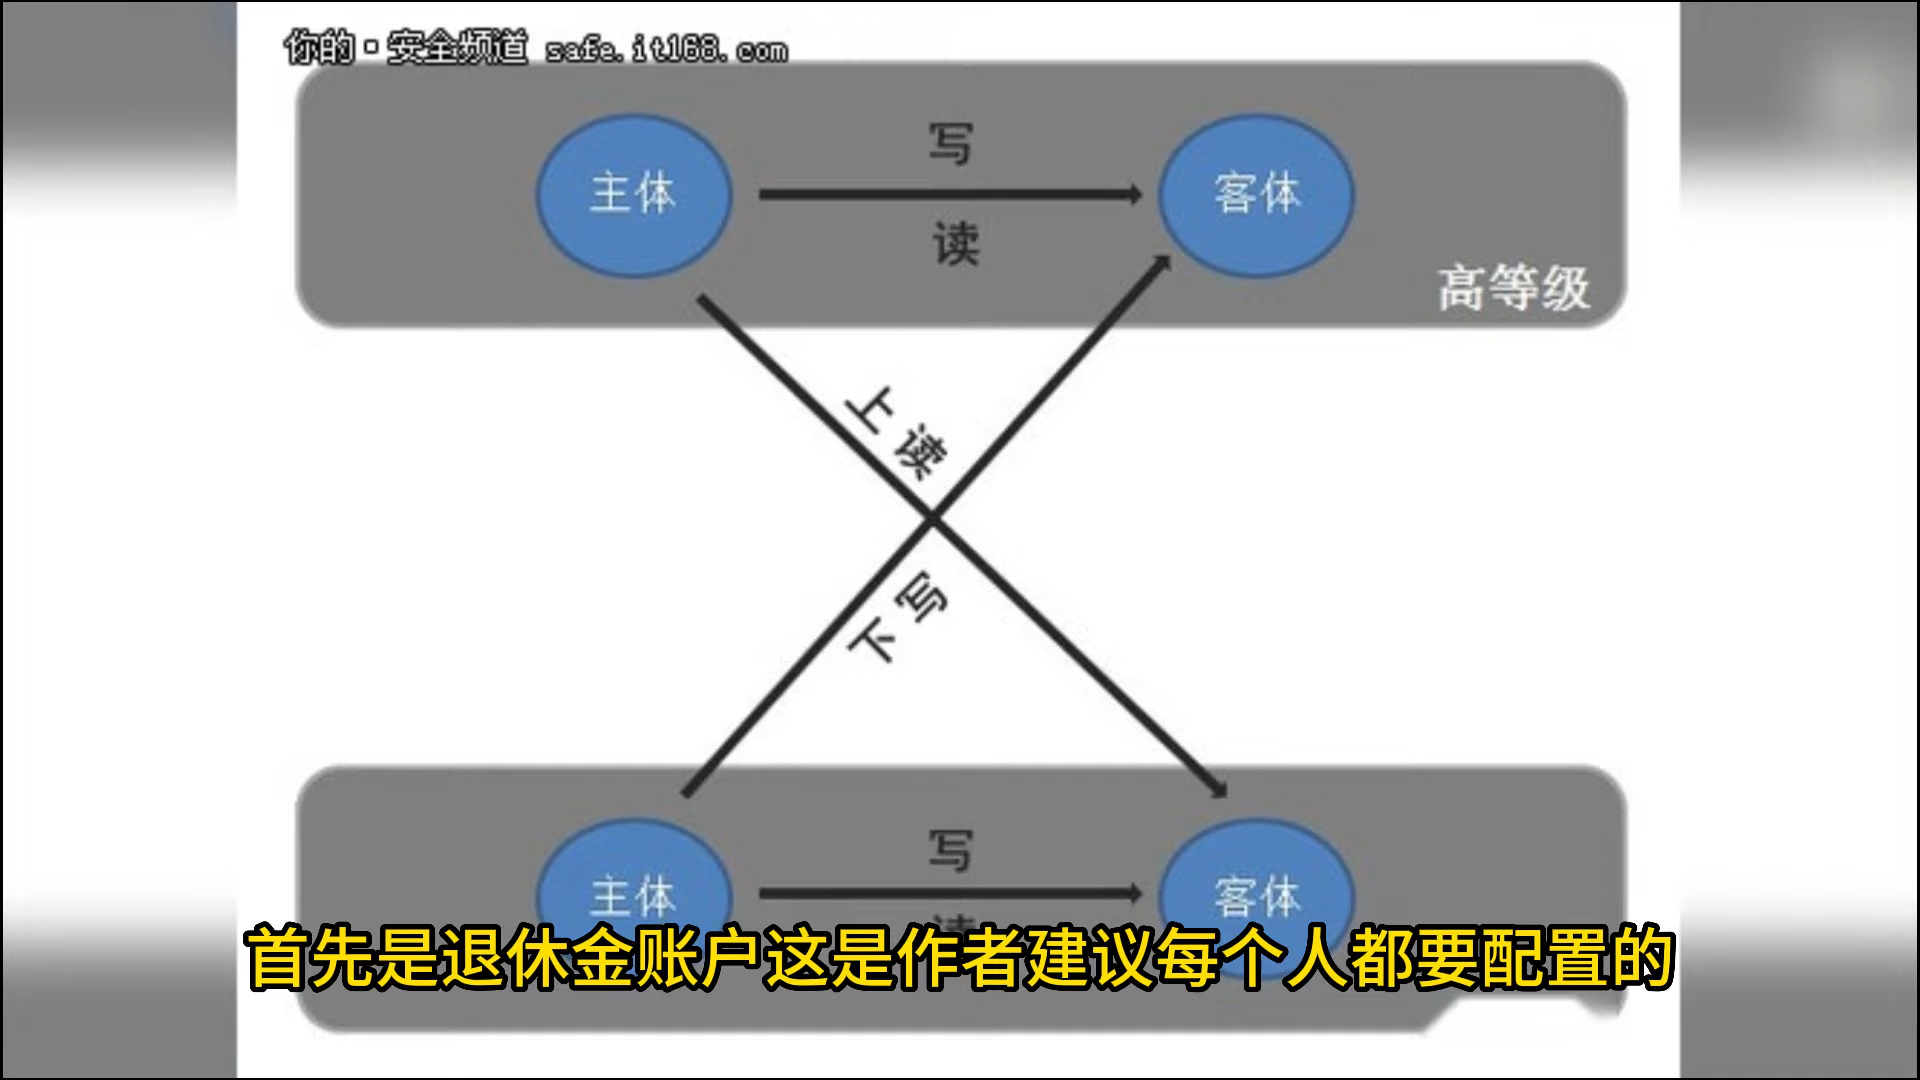 你的·安全频道 safe.it168.com
写
主体
客体
读
高等级
上读
下写
写
主体
客体
首先是退休金账户这是作者建议每个人都要配置的